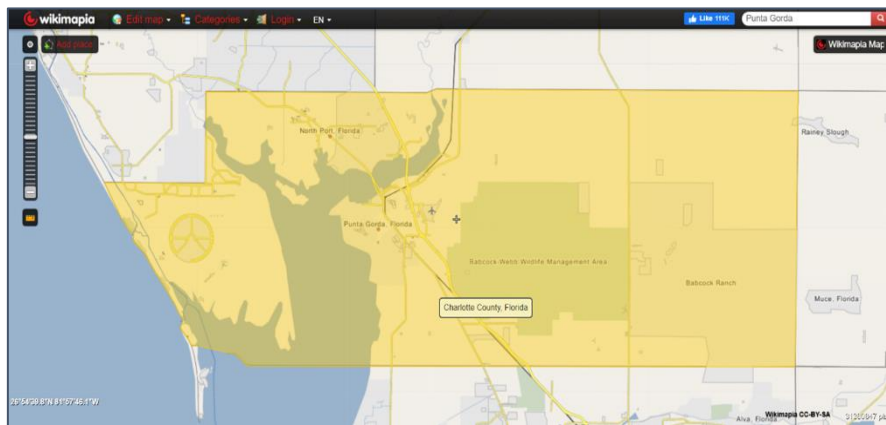 wikimapia Edit map Categories Login EN Like 111K Punta Gorda
Add place
Wikimapia Map
North Port, Florida
Rainey Slough
Punta Gorda, Florida
Babcock-Webb Wildlife Management Area
Babcock Ranch
Charlotte County, Florida
Muce, Florida
Alva, Florida
Wikimapia CC-BY-SA